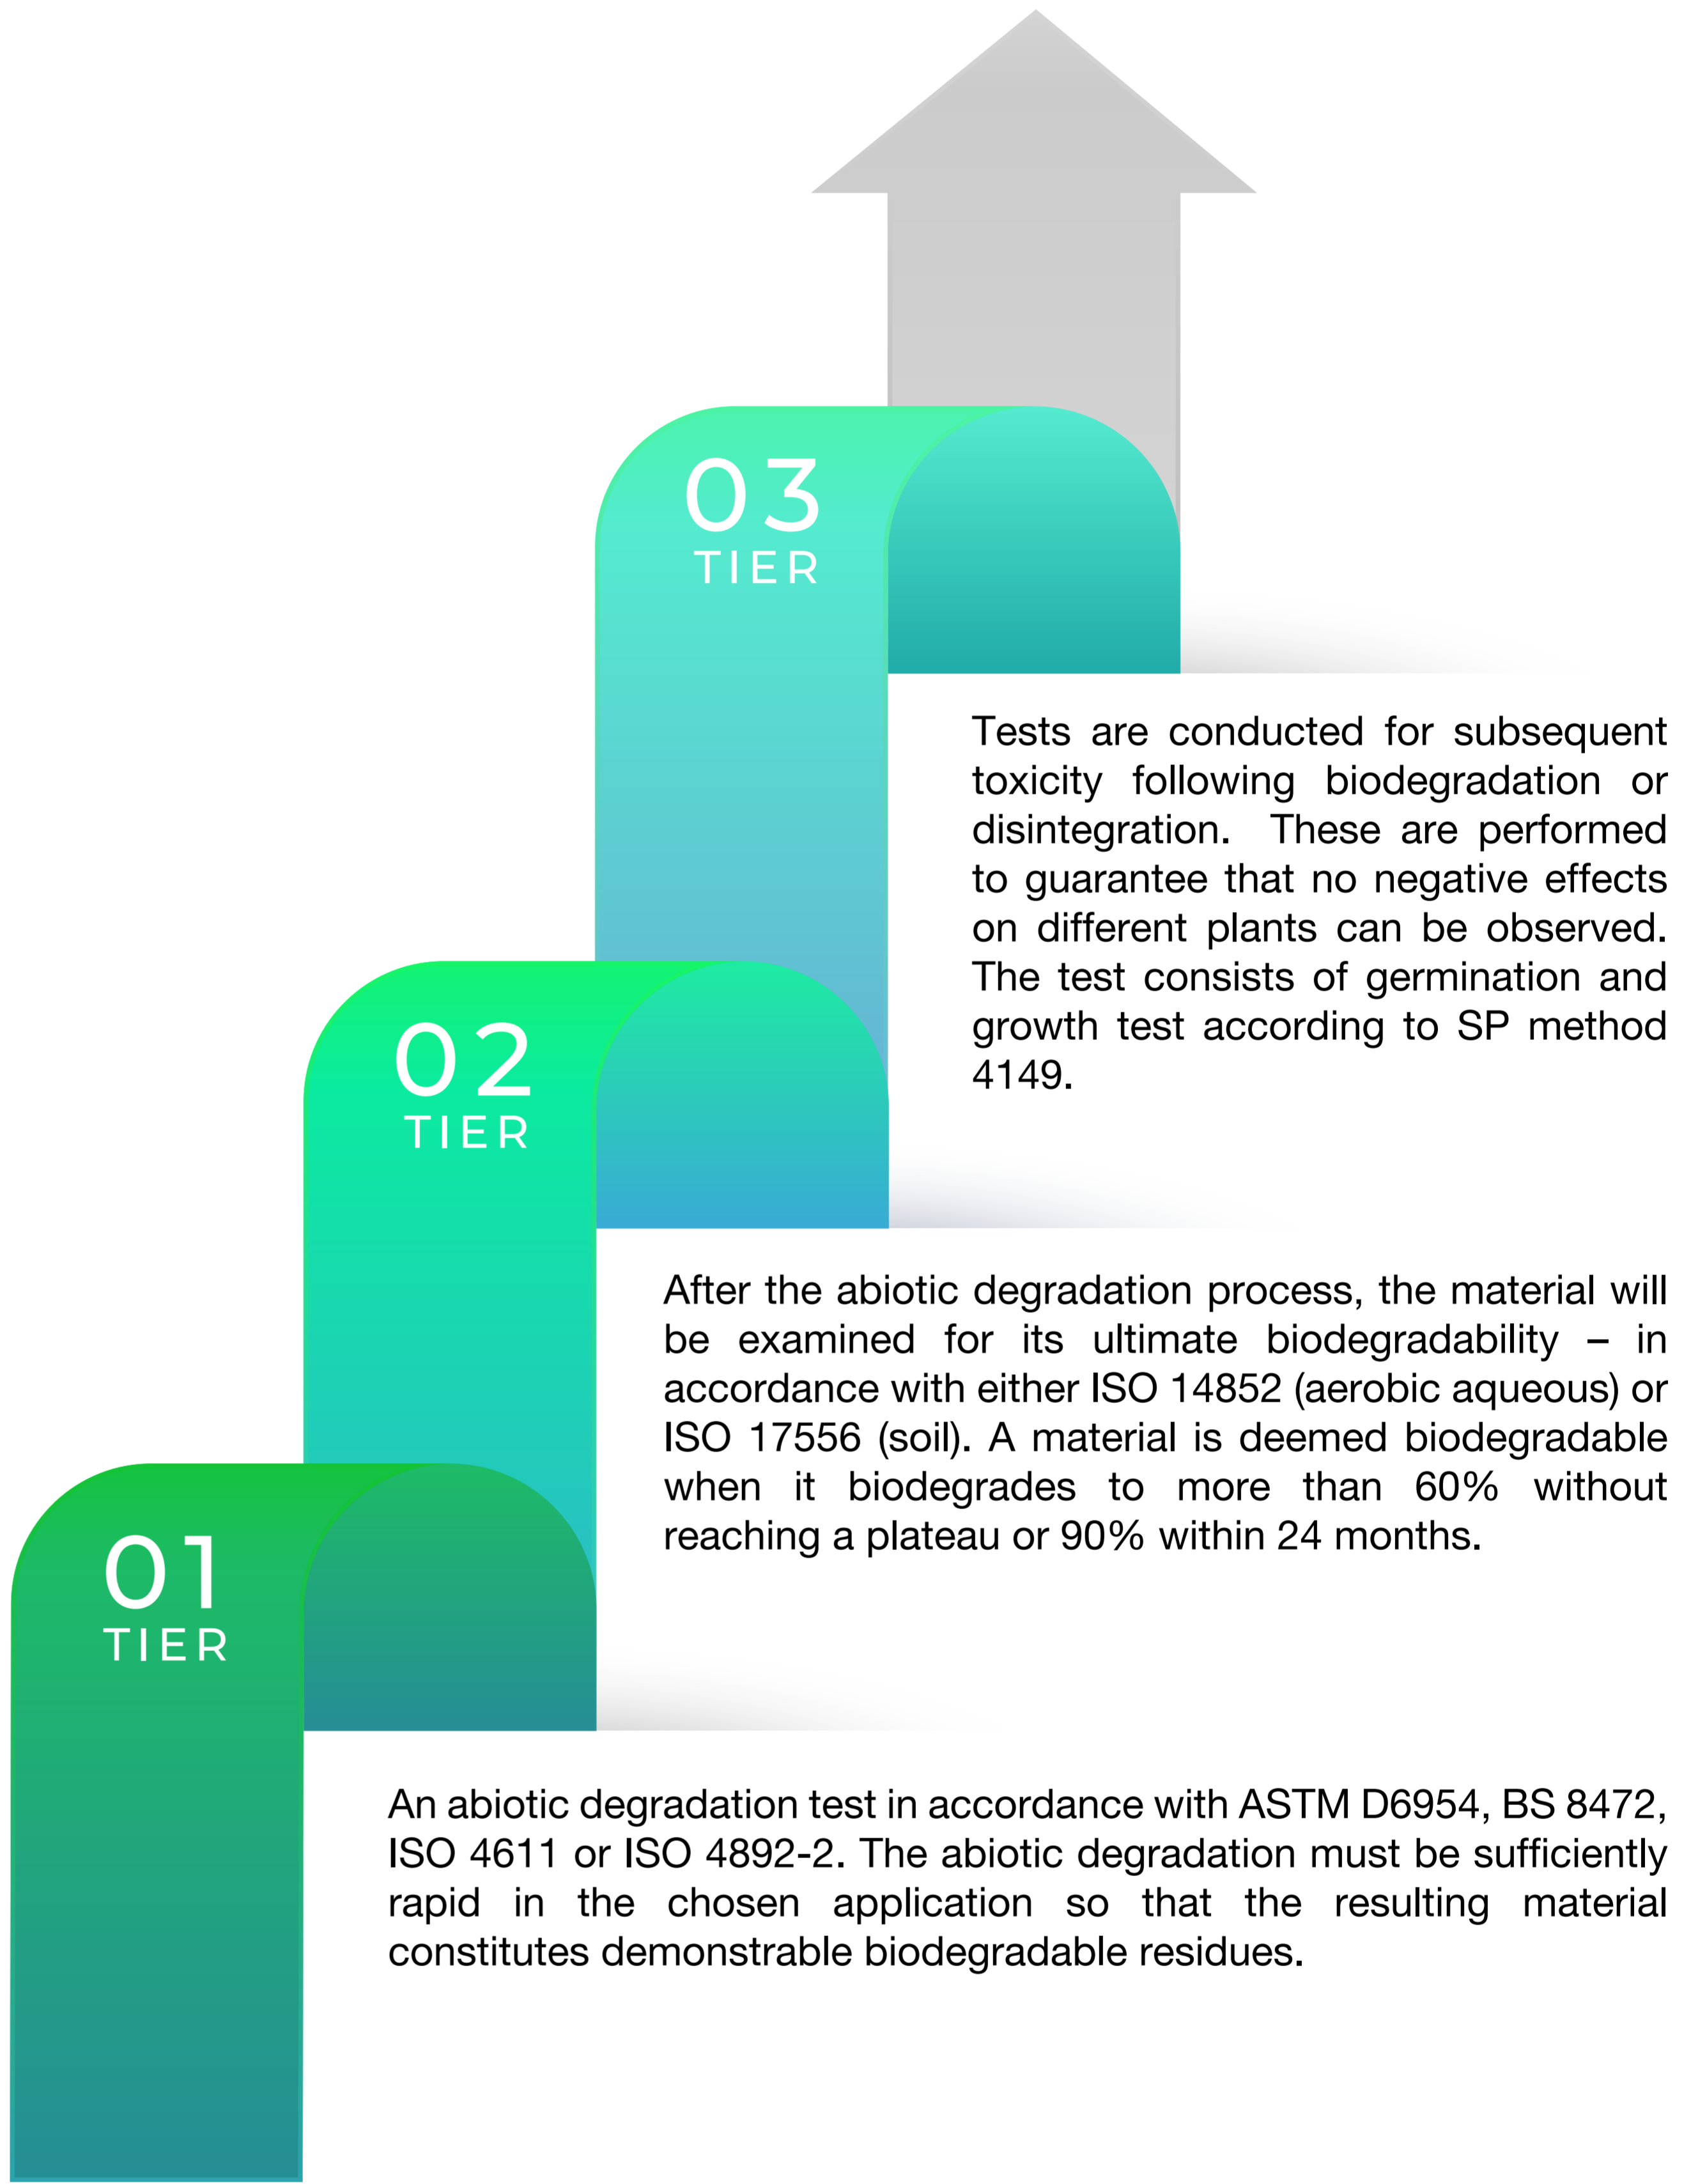 03
TIER
Tests are conducted for subsequent
toxicity following biodegradation or
disintegration. These are performed
to guarantee that no negative effects
on different plants can be observed.
The test consists of germination and
growth test according to SP method
4149.
02
TIER
After the abiotic degradation process, the material will
be examined for its ultimate biodegradability – in
accordance with either ISO 14852 (aerobic aqueous) or
ISO 17556 (soil). A material is deemed biodegradable
when it biodegrades to more than 60% without
reaching a plateau or 90% within 24 months.
01
TIER
An abiotic degradation test in accordance with ASTM D6954, BS 8472,
ISO 4611 or ISO 4892-2. The abiotic degradation must be sufficiently
rapid in the chosen application so that the resulting material
constitutes demonstrable biodegradable residues.